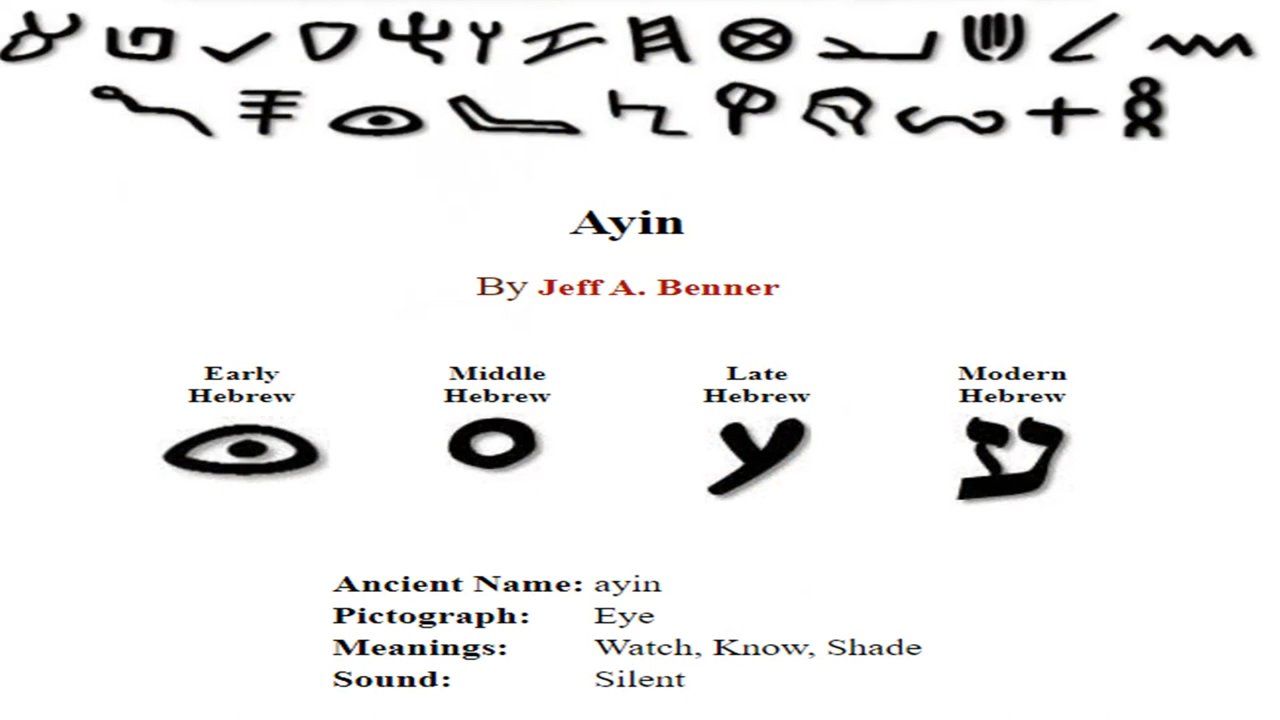 Ayin
By Jeff A. Benner
Early Hebrew
Middle Hebrew
Late Hebrew
Modern Hebrew
ע
Ancient Name: ayin
Pictograph: Eye
Meanings: Watch, Know, Shade
Sound: Silent